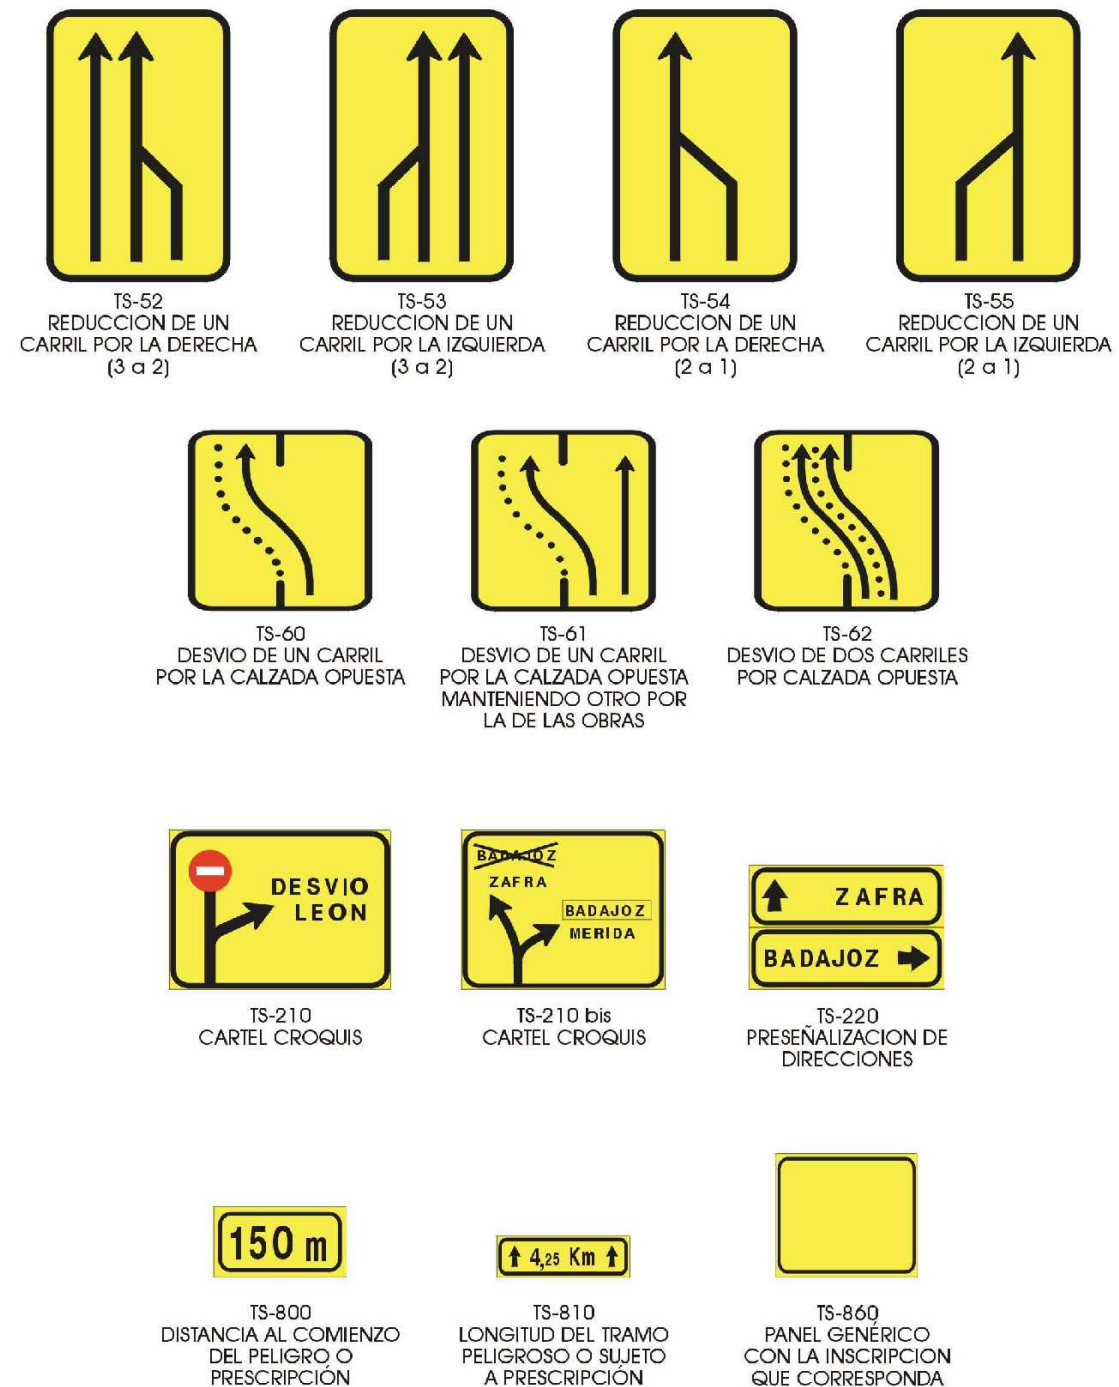 TS-52
REDUCCION DE UN
CARRIL POR LA DERECHA
(3 a 2)
TS-53
REDUCCION DE UN
CARRIL POR LA IZQUIERDA
(3 a 2)
TS-54
REDUCCION DE UN
CARRIL POR LA DERECHA
(2 a 1)
TS-55
REDUCCION DE UN
CARRIL POR LA IZQUIERDA
(2 a 1)
TS-60
DESVIO DE UN CARRIL
POR LA CALZADA OPUESTA
TS-61
DESVIO DE UN CARRIL
POR LA CALZADA OPUESTA
MANTENIENDO OTRO POR
LA DE LAS OBRAS
TS-62
DESVIO DE DOS CARRILES
POR CALZADA OPUESTA
DESVIO
LEON
TS-210
CARTEL CROQUIS
BADAJOZ
ZAFRA
BADAJOZ
MERIDA
TS-210 bis
CARTEL CROQUIS
ZAFRA
BADAJOZ
TS-220
PRESEÑALIZACION DE
DIRECCIONES
150 m
TS-800
DISTANCIA AL COMIENZO
DEL PELIGRO O
PRESCRIPCIÓN
4,25 Km
TS-810
LONGITUD DEL TRAMO
PELIGROSO O SUJETO
A PRESCRIPCIÓN
TS-860
PANEL GENÉRICO
CON LA INSCRIPCION
QUE CORRESPONDA